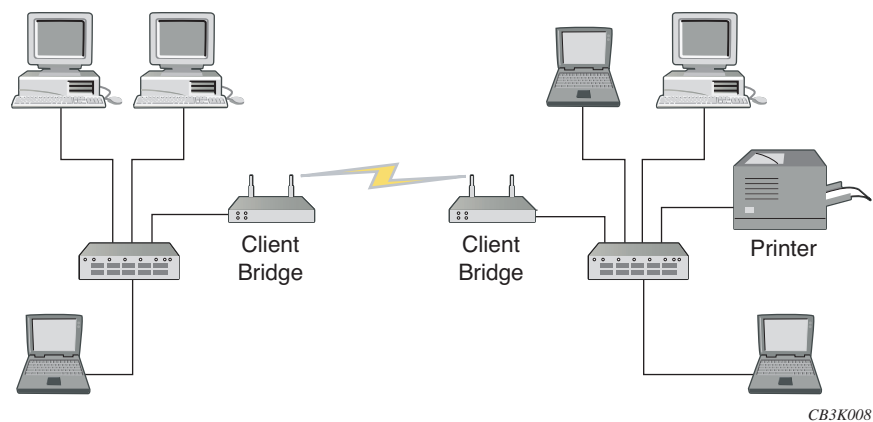 Client
Bridge
Client
Bridge
Printer
CB3K008